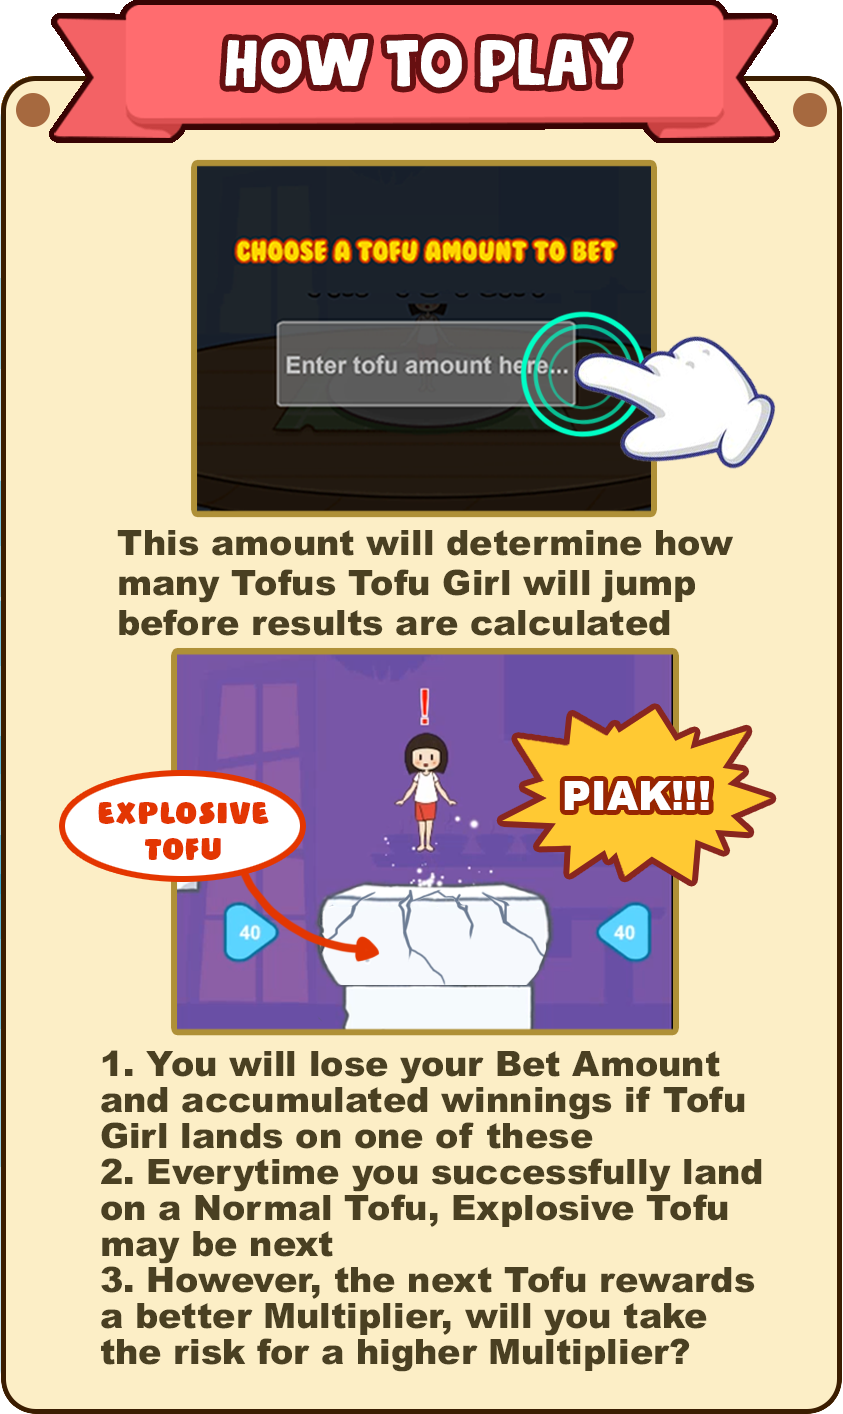 HOW TO PLAY
CHOOSE A TOFU AMOUNT TO BET
Enter tofu amount here...
This amount will determine how
many Tofus Tofu Girl will jump
before results are calculated
!
EXPLOSIVE
TOFU
PIAK!!!
40
40
1. You will lose your Bet Amount
and accumulated winnings if Tofu
Girl lands on one of these
2. Everytime you successfully land
on a Normal Tofu, Explosive Tofu
may be next
3. However, the next Tofu rewards
a better Multiplier, will you take
the risk for a higher Multiplier?